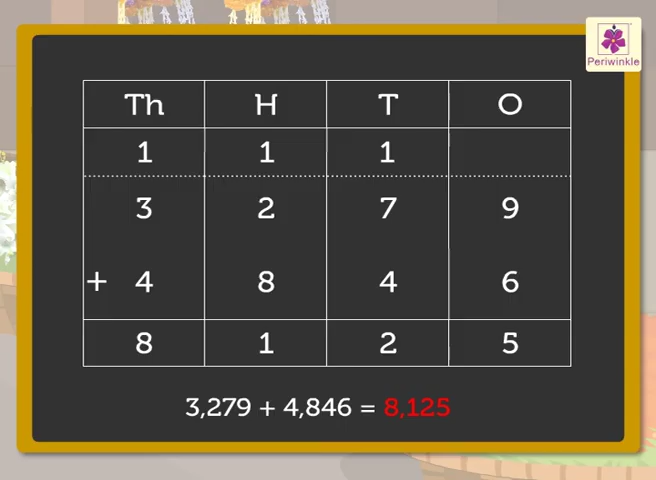 Periwinkle
Th H T O
1 1 1
3 2 7 9
+ 4 8 4 6
8 1 2 5
3,279 + 4,846 = 8,125